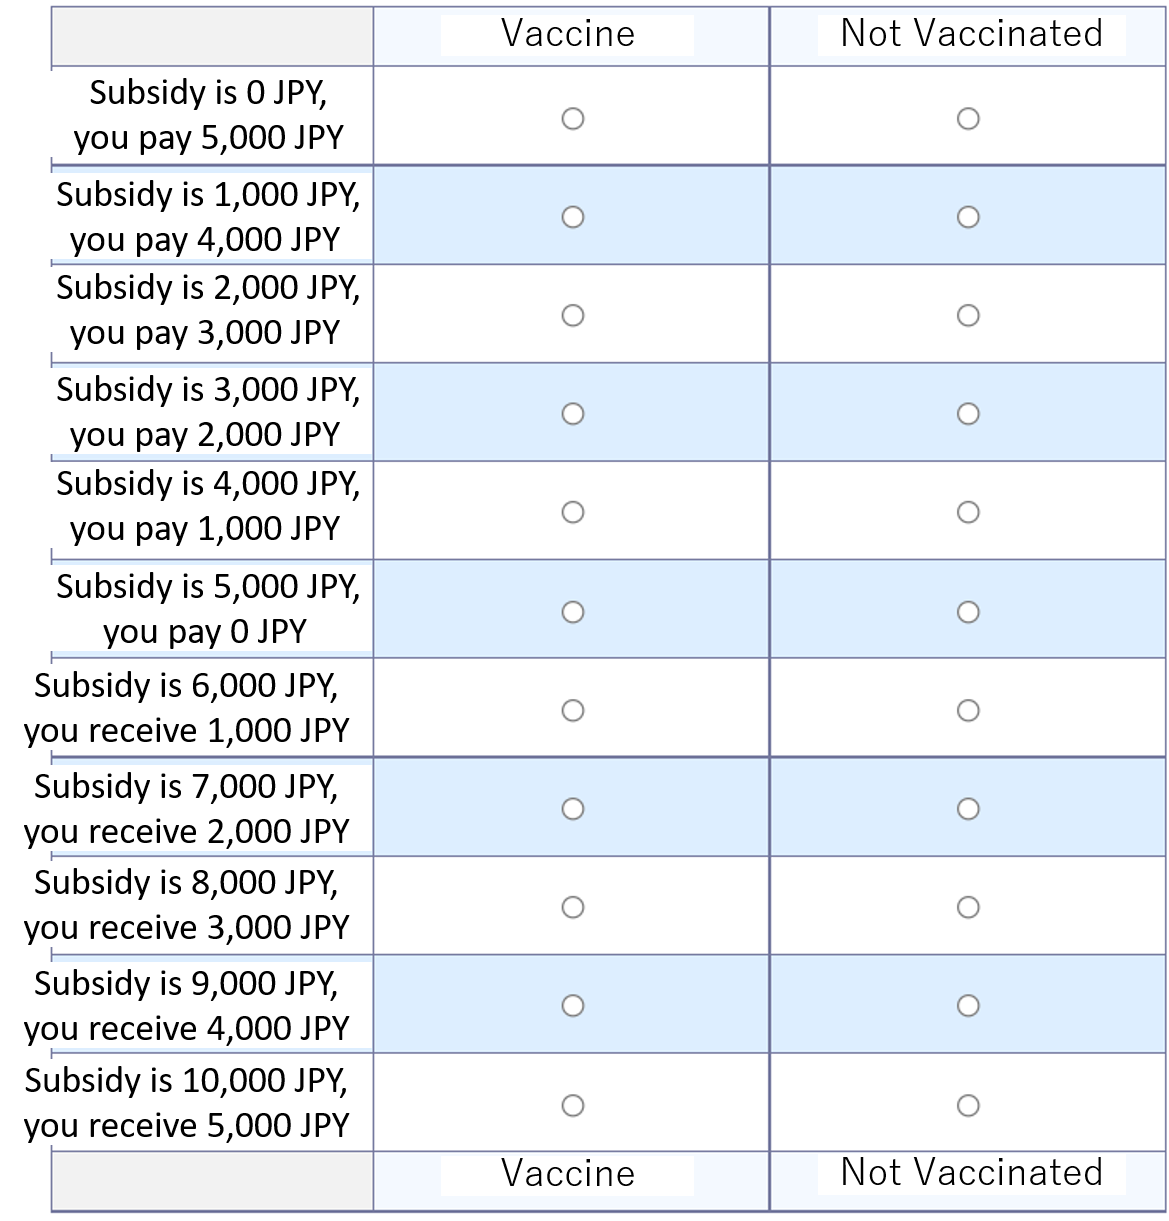 Vaccine Not Vaccinated
Subsidy is 0 JPY,
you pay 5,000 JPY
Subsidy is 1,000 JPY,
you pay 4,000 JPY
Subsidy is 2,000 JPY,
you pay 3,000 JPY
Subsidy is 3,000 JPY,
you pay 2,000 JPY
Subsidy is 4,000 JPY,
you pay 1,000 JPY
Subsidy is 5,000 JPY,
you pay 0 JPY
Subsidy is 6,000 JPY,
you receive 1,000 JPY
Subsidy is 7,000 JPY,
you receive 2,000 JPY
Subsidy is 8,000 JPY,
you receive 3,000 JPY
Subsidy is 9,000 JPY,
you receive 4,000 JPY
Subsidy is 10,000 JPY,
you receive 5,000 JPY
Vaccine Not Vaccinated